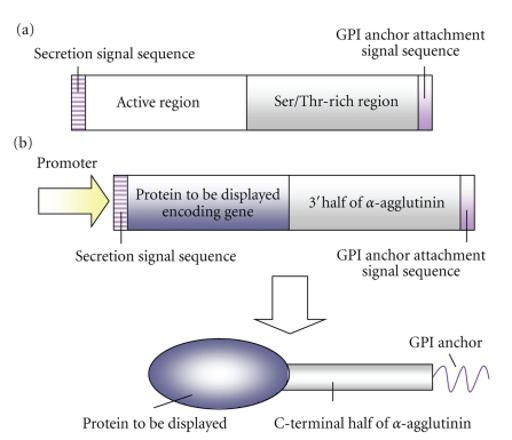 (a)
GPI anchor attachment
signal sequence
Secretion signal sequence
Active region
Ser/Thr-rich region
(b)
Promoter
Protein to be displayed
encoding gene
3′half of α-agglutinin
Secretion signal sequence
GPI anchor attachment
signal sequence
GPI anchor
Protein to be displayed
C-terminal half of α-agglutinin